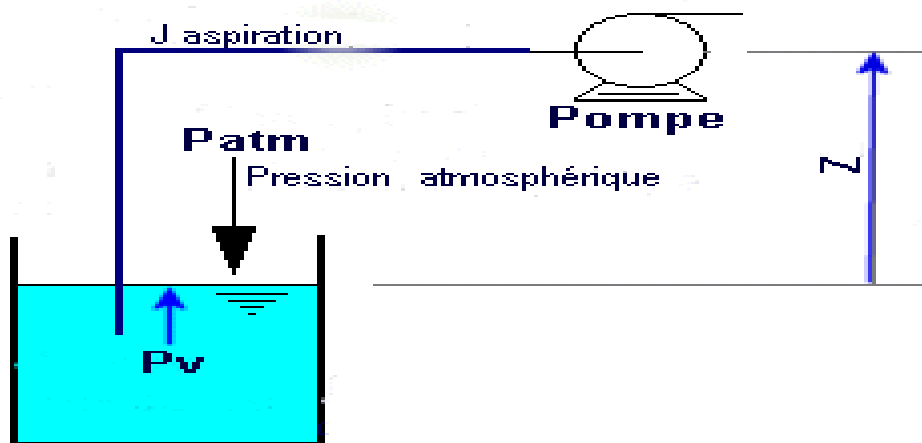 J aspiration
Pompe
Patm
Pression atmosphérique
Z
Pv